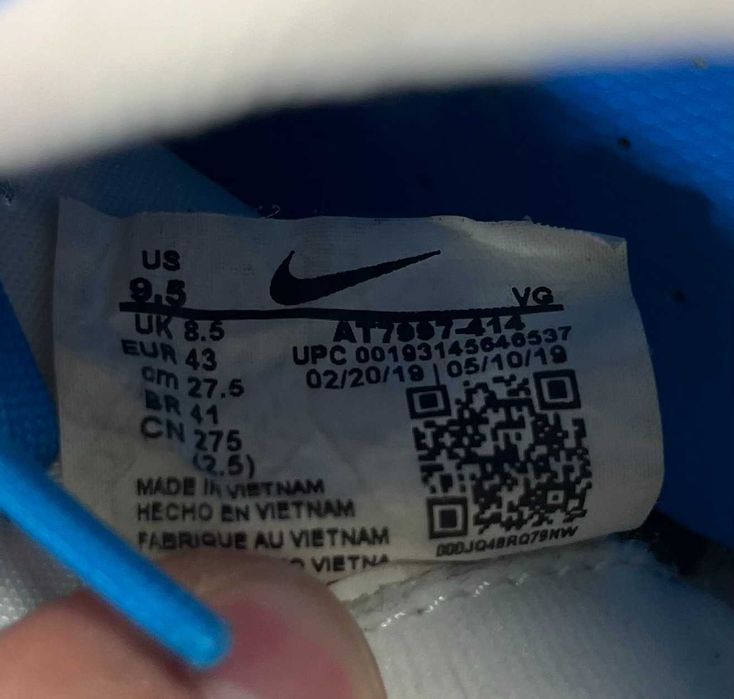 US
9.5
VG
UK 8.5
EUR 43
cm 27.5
BR 41
CN 275
(2.5)
UPC 00193145646537
02/20/19 | 05/10/19
MADE IN VIETNAM
HECHO EN VIETNAM
FABRIQUE AU VIETNAM
VIETNA